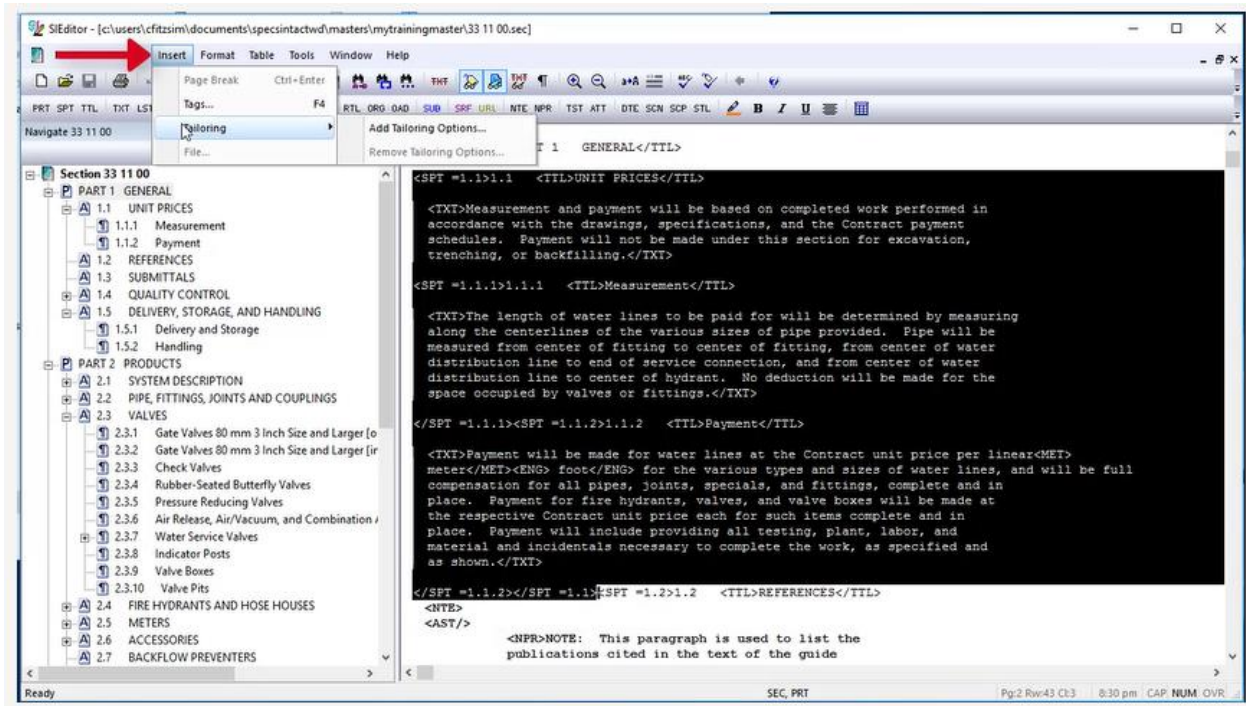 SIEditor - [c:\users\cfitzsim\documents\specsintactwd\masters\mytrainingmaster\33 11 00.sec]
Insert Format Table Tools Window Help
Page Break Ctrl+Enter
Tags... F4
Tailoring
File...
Add Tailoring Options...
Remove Tailoring Options...
THT
PRT SPT TTL TXT LST
RTL ORG OAD SUB SRF URL NTE NPR TST ATT DTE SCN SCP STL B I U
Navigate 33 11 00
Section 33 11 00
PART 1 GENERAL
1.1 UNIT PRICES
1.1.1 Measurement
1.1.2 Payment
1.2 REFERENCES
1.3 SUBMITTALS
1.4 QUALITY CONTROL
1.5 DELIVERY, STORAGE, AND HANDLING
1.5.1 Delivery and Storage
1.5.2 Handling
PART 2 PRODUCTS
2.1 SYSTEM DESCRIPTION
2.2 PIPE, FITTINGS, JOINTS AND COUPLINGS
2.3 VALVES
2.3.1 Gate Valves 80 mm 3 Inch Size and Larger [o
2.3.2 Gate Valves 80 mm 3 Inch Size and Larger [ir
2.3.3 Check Valves
2.3.4 Rubber-Seated Butterfly Valves
2.3.5 Pressure Reducing Valves
2.3.6 Air Release, Air/Vacuum, and Combination
2.3.7 Water Service Valves
2.3.8 Indicator Posts
2.3.9 Valve Boxes
2.3.10 Valve Pits
2.4 FIRE HYDRANTS AND HOSE HOUSES
2.5 METERS
2.6 ACCESSORIES
2.7 BACKFLOW PREVENTERS
T 1 GENERAL</TTL>
<SPT =1.1>1.1 <TTL>UNIT PRICES</TTL>
<TXT>Measurement and payment will be based on completed work performed in
accordance with the drawings, specifications, and the Contract payment
schedules. Payment will not be made under this section for excavation,
trenching, or backfilling.</TXT>
<SPT =1.1.1>1.1.1 <TTL>Measurement</TTL>
<TXT>The length of water lines to be paid for will be determined by measuring
along the centerlines of the various sizes of pipe provided. Pipe will be
measured from center of fitting to center of fitting, from center of water
distribution line to end of service connection, and from center of water
distribution line to center of hydrant. No deduction will be made for the
space occupied by valves or fittings.</TXT>
</SPT =1.1.1><SPT =1.1.2>1.1.2 <TTL>Payment</TTL>
<TXT>Payment will be made for water lines at the Contract unit price per linear<MET>
meter</MET><ENG> foot</ENG> for the various types and sizes of water lines, and will be full
compensation for all pipes, joints, specials, and fittings, complete and in
place. Payment for fire hydrants, valves, and valve boxes will be made at
the respective Contract unit price each for such items complete and in
place. Payment will include providing all testing, plant, labor, and
material and incidentals necessary to complete the work, as specified and
as shown.</TXT>
</SPT =1.1.2></SPT =1.1><SPT =1.2>1.2 <TTL>REFERENCES</TTL>
<NTE>
<AST/>
<NPR>NOTE: This paragraph is used to list the
publications cited in the text of the guide
Ready SEC, PRT Pg:2 Rw:43 Cl:3 8:30 pm CAP NUM OVR